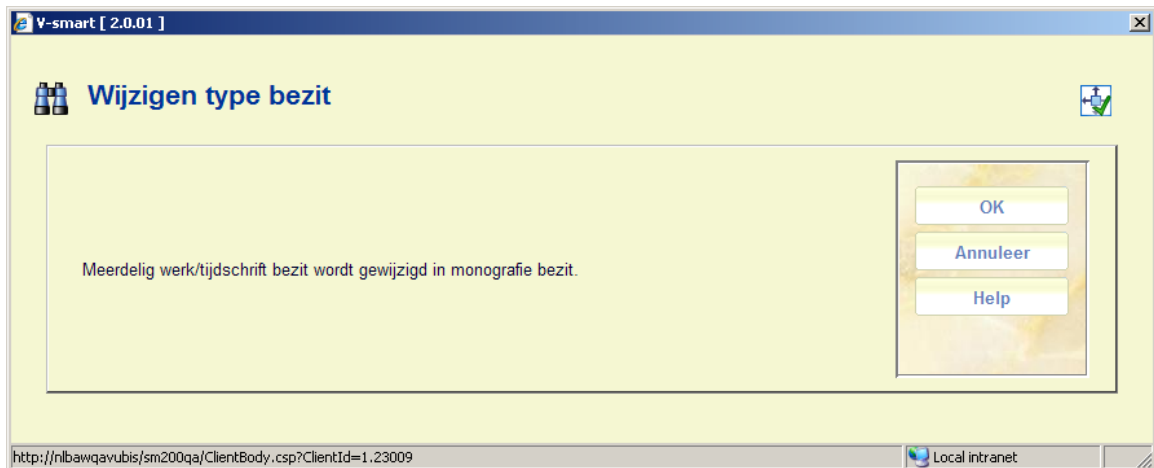 V-smart [ 2.0.01 ]
Wijzigen type bezit
OK
Annuleer
Meerdelig werk/tijdschrift bezit wordt gewijzigd in monografie bezit.
Help
http://nlbawqavubis/sm200qa/ClientBody.csp?ClientId=1.23009
Local intranet